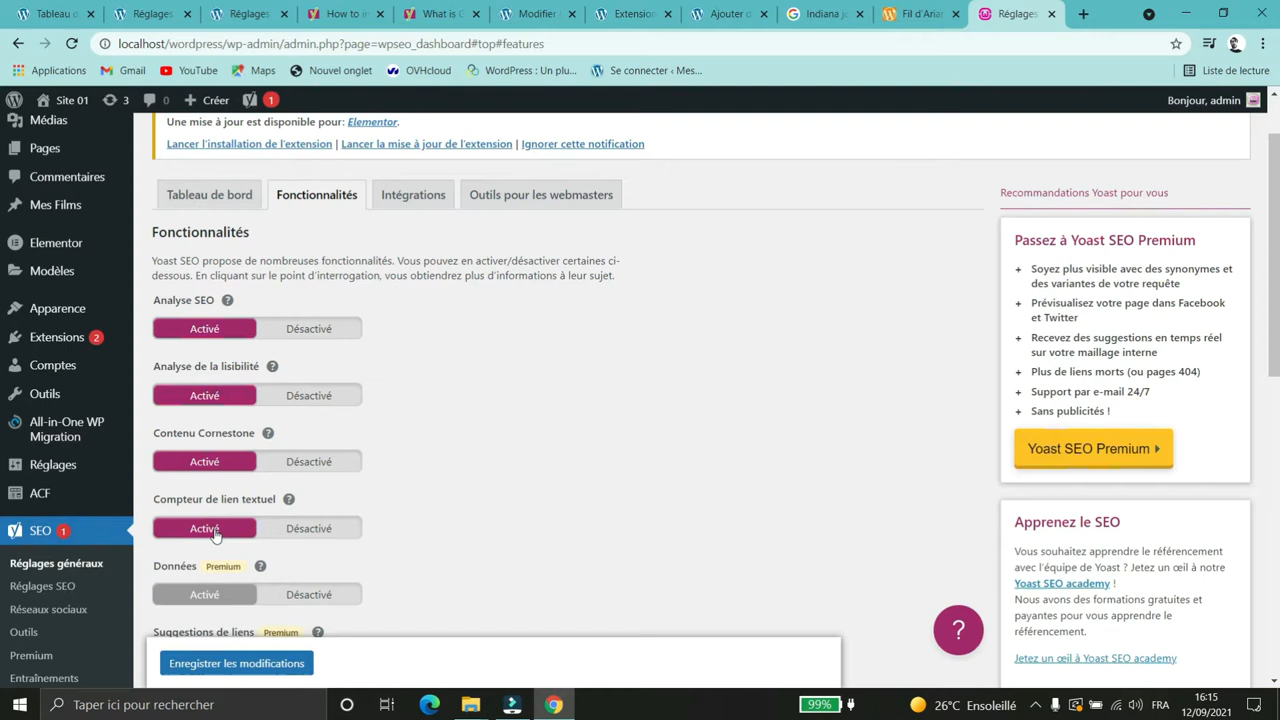 Tableau d
Réglages
Réglages
How to in
What is G
Modifier
Extension
Ajouter d
Indiana jo
Fil d'Aria
Réglages
localhost/wordpress/wp-admin/admin.php?page=wpseo_dashboard#top#features
Applications
Gmail
YouTube
Maps
Nouvel onglet
OVHcloud
WordPress : Un plu...
Se connecter ‹ Mes...
Liste de lecture
Site 01
3
0
Créer
1
Bonjour, admin
Médias
Pages
Commentaires
Mes Films
Elementor
Modèles
Apparence
Extensions 2
Comptes
Outils
All-in-One WP
Migration
Réglages
ACF
SEO 1
Réglages généraux
Réglages SEO
Réseaux sociaux
Outils
Premium
Entraînements
Une mise à jour est disponible pour: Elementor.
Lancer l'installation de l'extension | Lancer la mise à jour de l'extension | Ignorer cette notification
Tableau de bord
Fonctionnalités
Intégrations
Outils pour les webmasters
Fonctionnalités
Yoast SEO propose de nombreuses fonctionnalités. Vous pouvez en activer/désactiver certaines ci-
dessous. En cliquant sur le point d'interrogation, vous obtiendrez plus d'informations à leur sujet.
Analyse SEO ?
Activé Désactivé
Analyse de la lisibilité ?
Activé Désactivé
Contenu Cornestone ?
Activé Désactivé
Compteur de lien textuel ?
Activé Désactivé
Données Premium ?
Activé Désactivé
Suggestions de liens Premium ?
Enregistrer les modifications
Recommandations Yoast pour vous
Passez à Yoast SEO Premium
+ Soyez plus visible avec des synonymes et
des variantes de votre requête
+ Prévisualisez votre page dans Facebook
et Twitter
+ Recevez des suggestions en temps réel
sur votre maillage interne
+ Plus de liens morts (ou pages 404)
+ Support par e-mail 24/7
+ Sans publicités !
Yoast SEO Premium
Apprenez le SEO
Vous souhaitez apprendre le référencement
avec l'équipe de Yoast ? Jetez un œil à notre
Yoast SEO academy !
Nous avons des formations gratuites et
payantes pour vous apprendre le
référencement.
Jetez un œil à Yoast SEO academy
?
Taper ici pour rechercher
99%
26°C Ensoleillé
FRA
16:15
12/09/2021